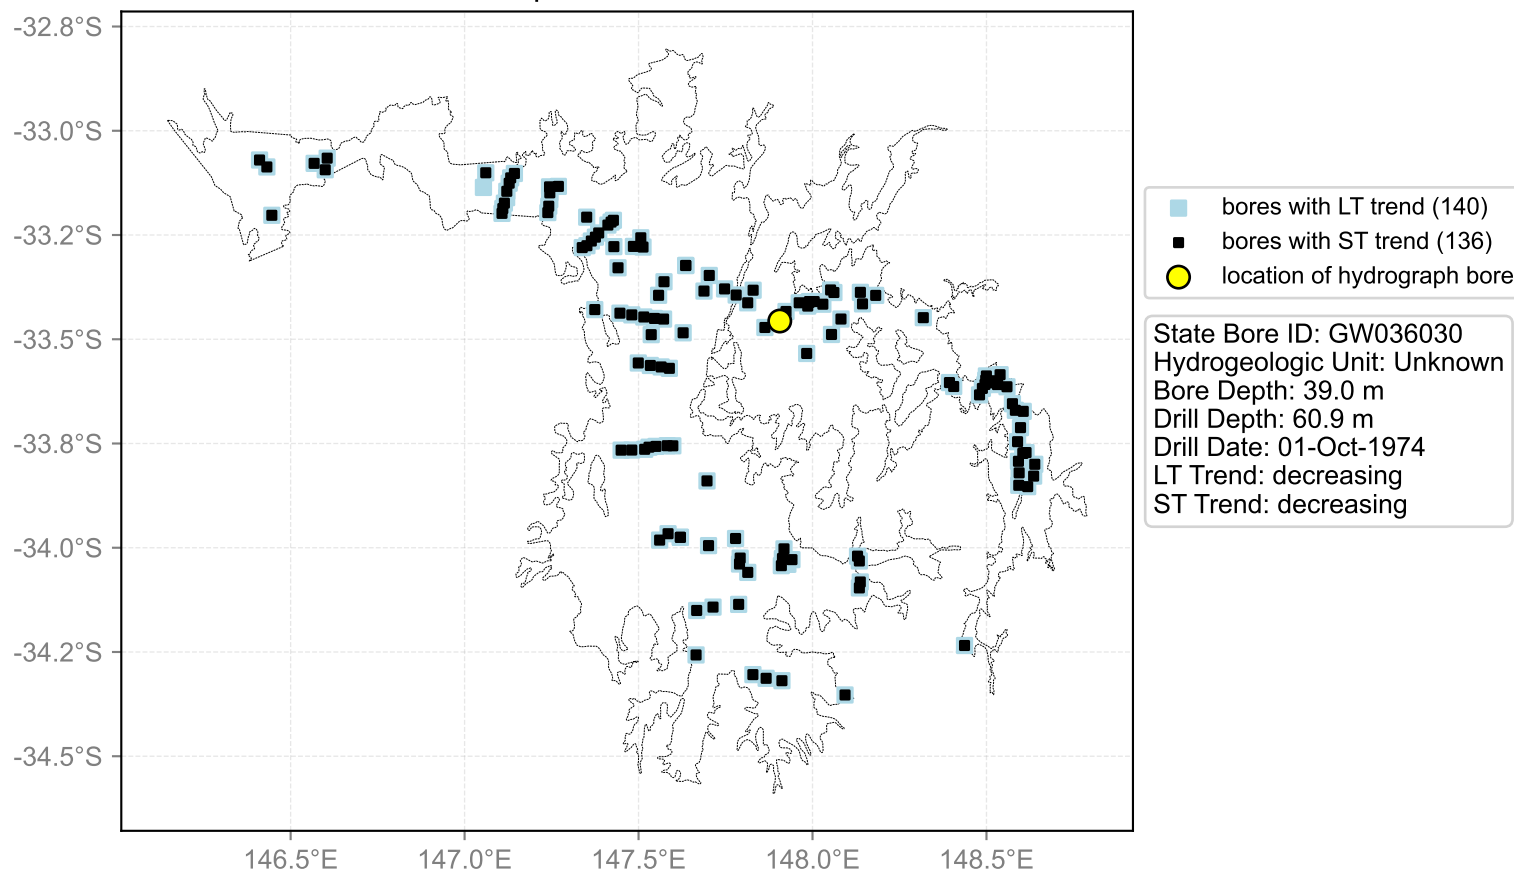 -32.8°S
-33.0°S
-33.2°S
-33.5°S
-33.8°S
-34.0°S
-34.2°S
-34.5°S
146.5°E
147.0°E
147.5°E
148.0°E
148.5°E
bores with LT trend (140)
bores with ST trend (136)
location of hydrograph bore
State Bore ID: GW036030
Hydrogeologic Unit: Unknown
Bore Depth: 39.0 m
Drill Depth: 60.9 m
Drill Date: 01-Oct-1974
LT Trend: decreasing
ST Trend: decreasing